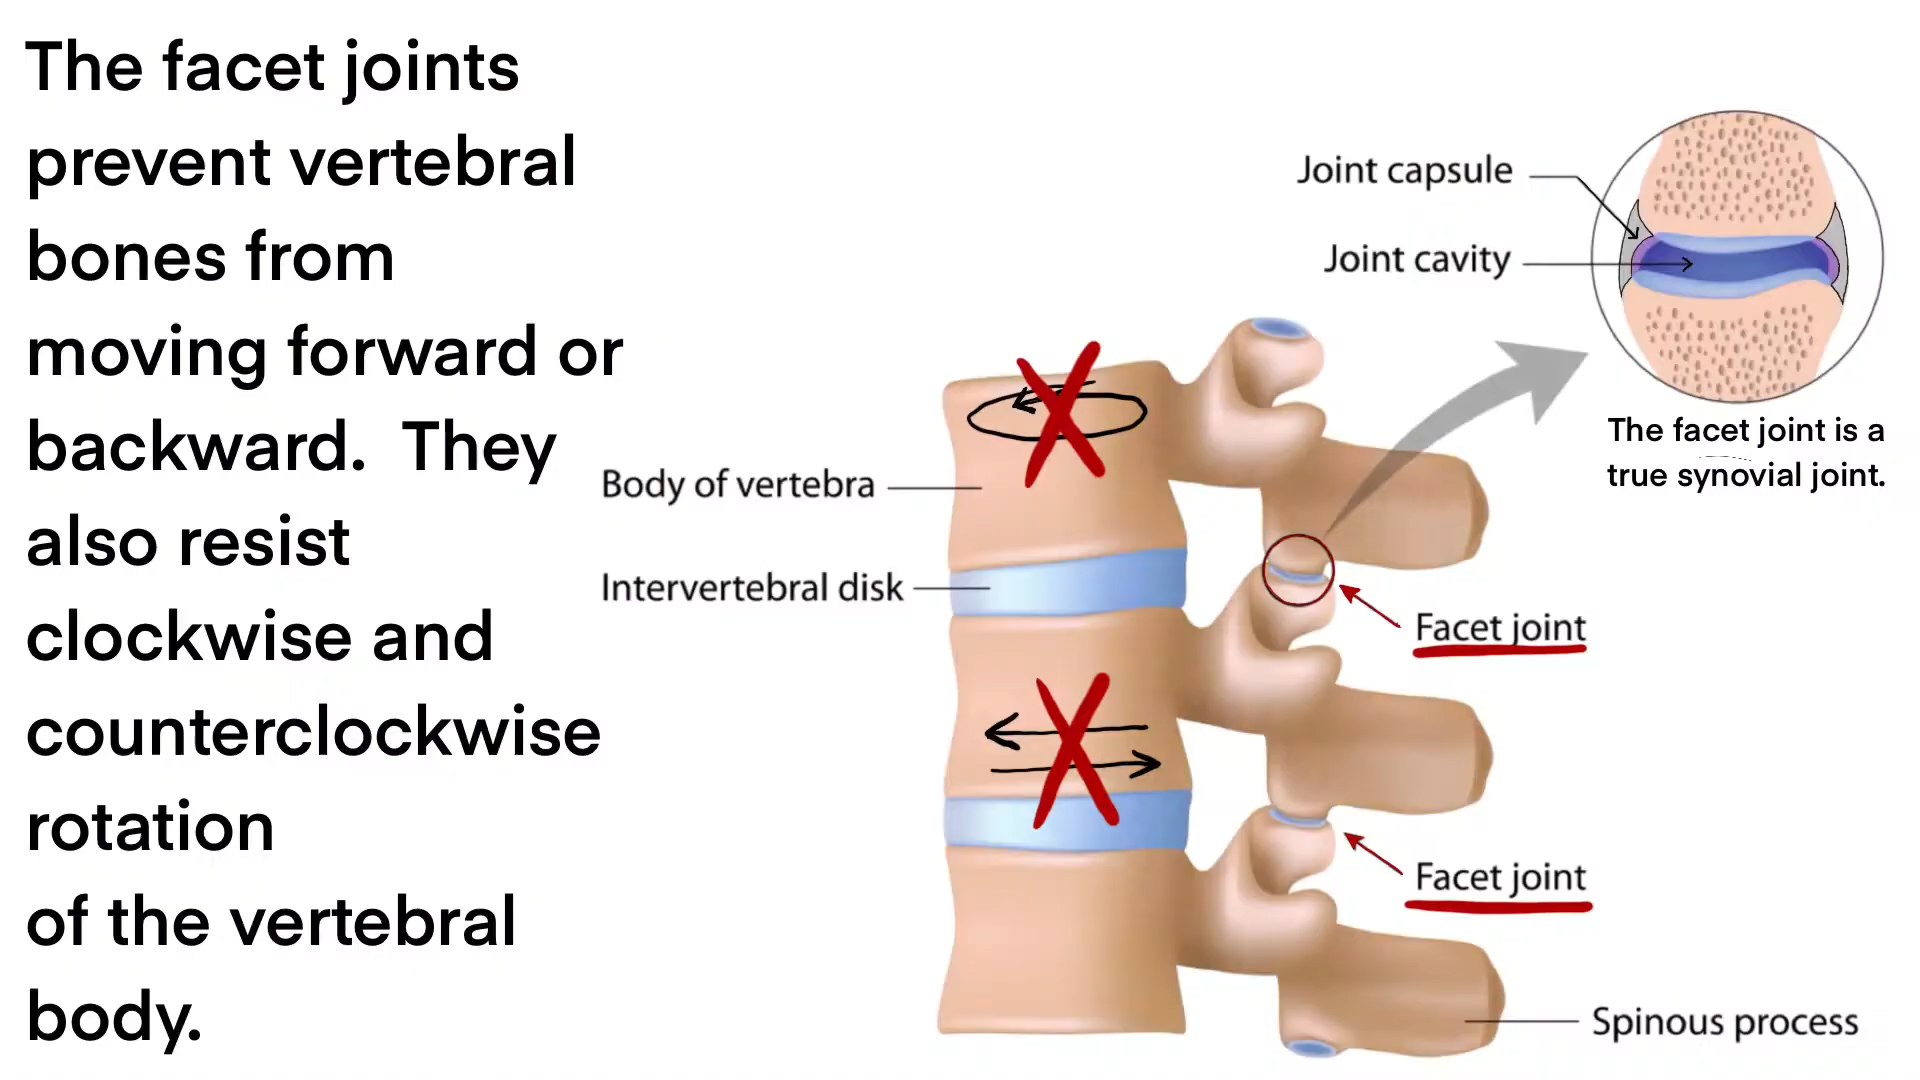 The facet joints
prevent vertebral
bones from
moving forward or
backward.  They
also resist
clockwise and
counterclockwise
rotation
of the vertebral
body.
Joint capsule
Joint cavity
The facet joint is a
true synovial joint.
Body of vertebra
Intervertebral disk
Facet joint
Facet joint
Spinous process